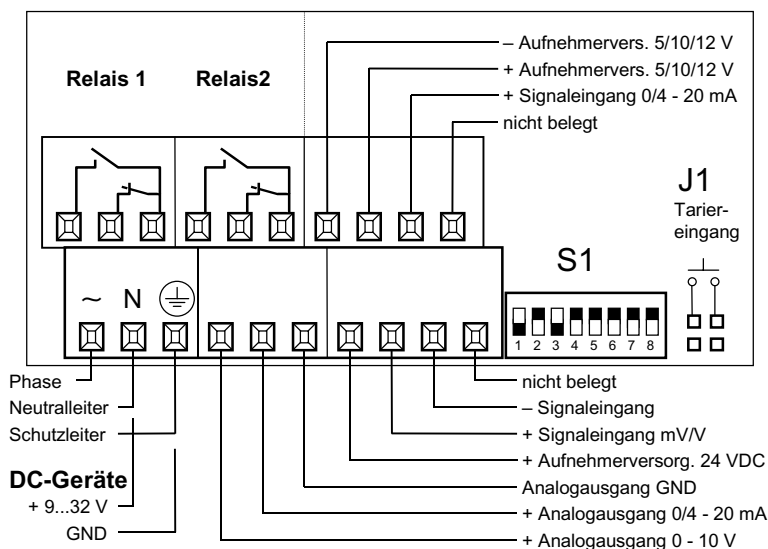 – Aufnehmervers. 5/10/12 V
+ Aufnehmervers. 5/10/12 V
+ Signaleingang 0/4 - 20 mA
nicht belegt
Relais 1
Relais2
J1
Tarier-
eingang
S1
~ N
1 2 3 4 5 6 7 8
Phase
Neutralleiter
Schutzleiter
DC-Geräte
+ 9...32 V
GND
nicht belegt
– Signaleingang
+ Signaleingang mV/V
+ Aufnehmerversorg. 24 VDC
Analogausgang GND
+ Analogausgang 0/4 - 20 mA
+ Analogausgang 0 - 10 V